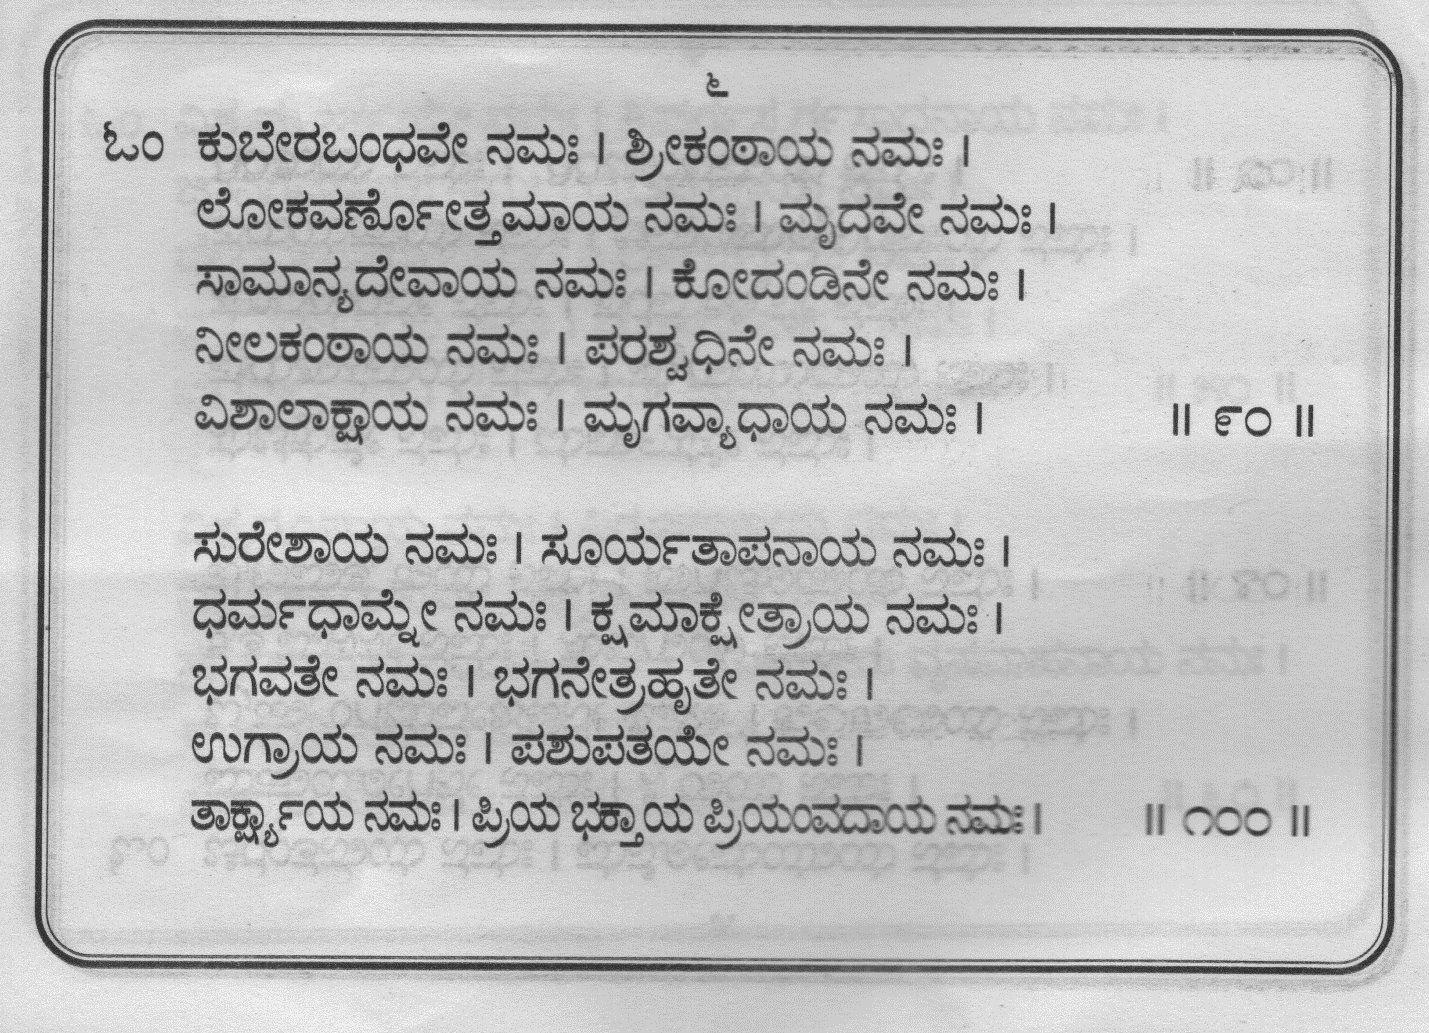 ೬
ಓಂ ಕುಬೇರಬಂಧವೇ ನಮಃ । ಶ್ರೀಕಂಠಾಯ ನಮಃ ।
ಲೋಕವರ್ಣೋತ್ತಮಾಯ ನಮಃ । ಮೃದವೇ ನಮಃ ।
ಸಾಮಾನ್ಯದೇವಾಯ ನಮಃ । ಕೋದಂಡಿನೇ ನಮಃ ।
ನೀಲಕಂಠಾಯ ನಮಃ । ಪರಶ್ವಧಿನೇ ನಮಃ ।
ವಿಶಾಲಾಕ್ಷಾಯ ನಮಃ । ಮೃಗವ್ಯಾಧಾಯ ನಮಃ । ॥ ೯೦ ॥
ಸುರೇಶಾಯ ನಮಃ । ಸೂರ್ಯತಾಪನಾಯ ನಮಃ ।
ಧರ್ಮಧಾಮ್ನೇ ನಮಃ । ಕ್ಷಮಾಕ್ಷೇತ್ರಾಯ ನಮಃ ।
ಭಗವತೇ ನಮಃ । ಭಗನೇತ್ರಹೃತೇ ನಮಃ ।
ಉಗ್ರಾಯ ನಮಃ । ಪಶುಪತಯೇ ನಮಃ ।
ತಾರ್ಕ್ಷ್ಯಾಯ ನಮಃ । ಪ್ರಿಯ ಭಕ್ತಾಯ ಪ್ರಿಯಂವದಾಯ ನಮಃ । ॥ ೧೦೦ ॥